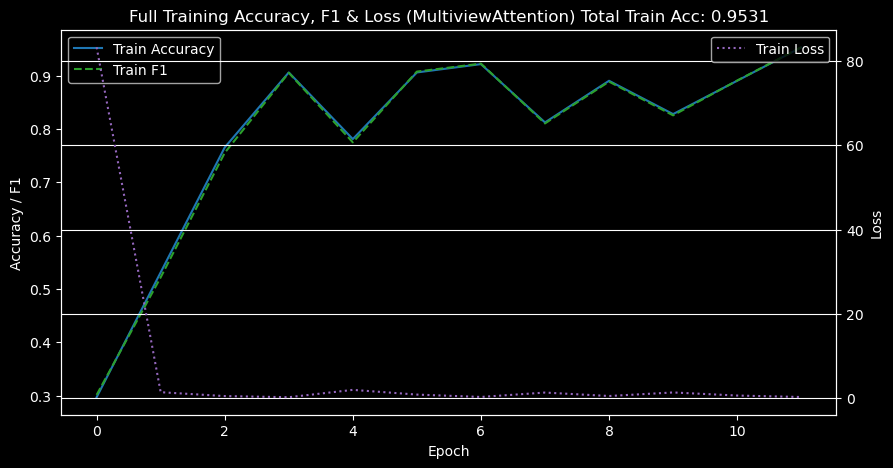 Full Training Accuracy, F1 & Loss (MultiviewAttention) Total Train Acc: 0.9531
Train Accuracy
Train F1
Train Loss
0.9
0.8
0.7
0.6
0.5
0.4
0.3
Accuracy / F1
80
60
40
20
0
Loss
0 2 4 6 8 10
Epoch